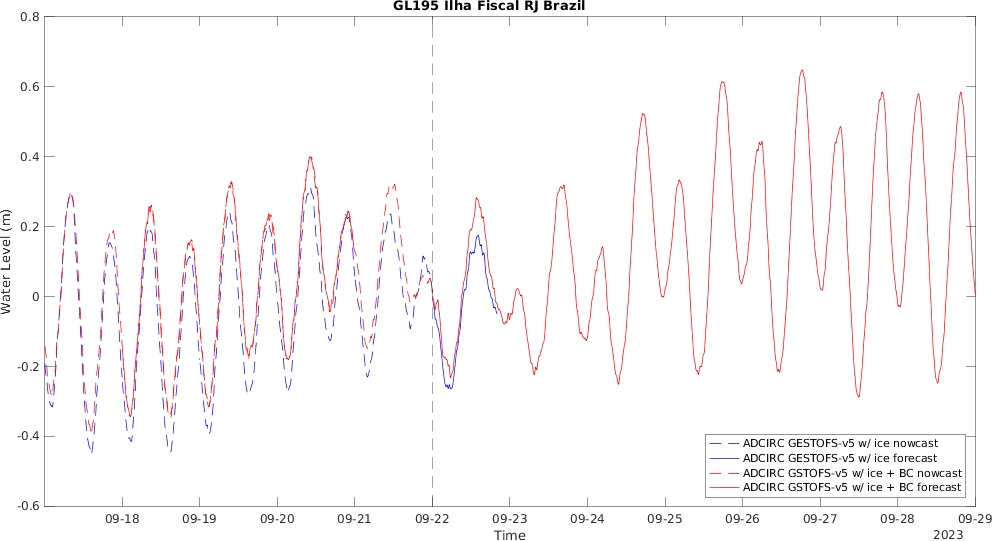 GL195 Ilha Fiscal RJ Brazil
0.8
0.6
0.4
0.2
0
-0.2
-0.4
-0.6
Water Level (m)
ADCIRC GESTOFS-v5 w/ ice nowcast
ADCIRC GESTOFS-v5 w/ ice forecast
ADCIRC GSTOFS-v5 w/ ice + BC nowcast
ADCIRC GSTOFS-v5 w/ ice + BC forecast
09-18 09-19 09-20 09-21 09-22 09-23 09-24 09-25 09-26 09-27 09-28 09-29
Time 2023